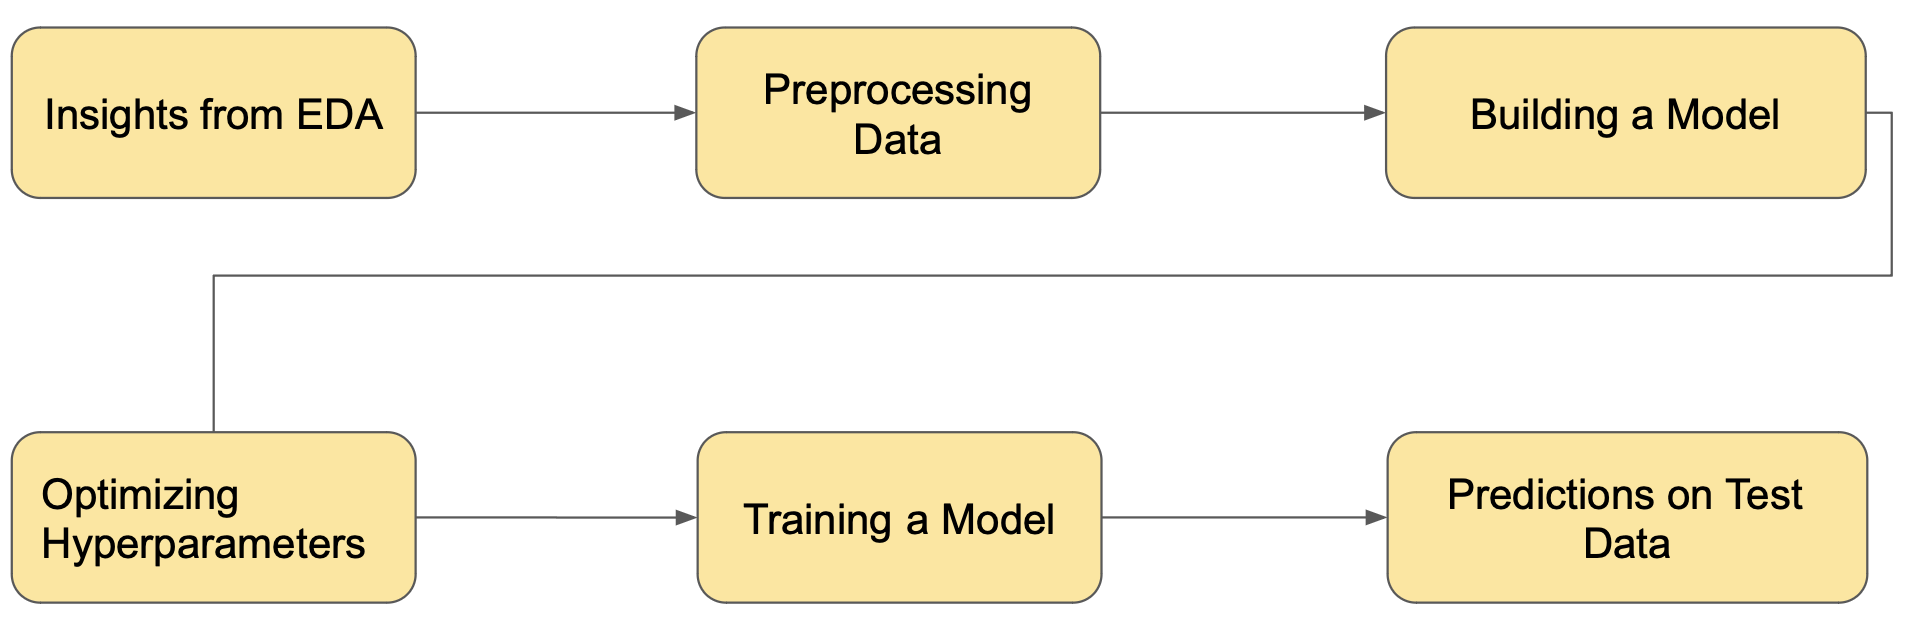 Insights from EDA
Preprocessing
Data
Building a Model
Optimizing
Hyperparameters
Training a Model
Predictions on Test
Data